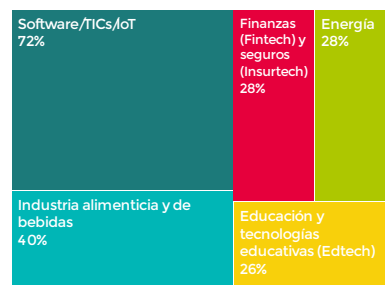 Software/TICs/IoT
72%
Finanzas
(Fintech) y
seguros
(Insurtech)
28%
Energía
28%
Industria alimenticia y de
bebidas
40%
Educación y
tecnologías
educativas (Edtech)
26%